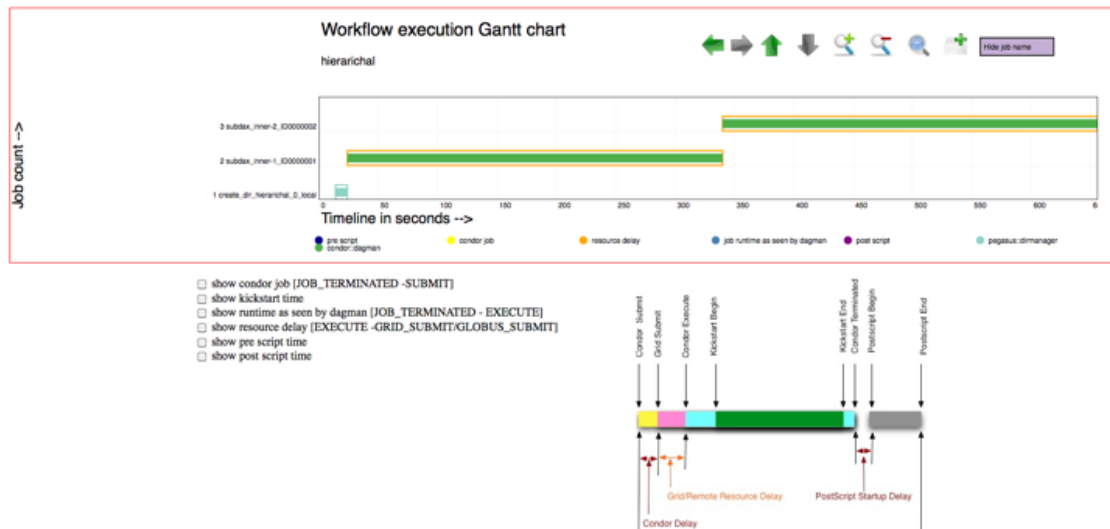 Workflow execution Gantt chart
hierarichal
Hide job name
Job count -->
3 subdax_inner-2_ID0000002
2 subdax_inner-1_ID0000001
1 create_dir_hierarichal_0_local
0 50 100 150 200 250 300 350 400 450 500 550 600 6
Timeline in seconds -->
pre script condor job resource delay job runtime as seen by dagman post script pegasus::dirmanager
condor::dagman
show condor job [JOB_TERMINATED -SUBMIT]
show kickstart time
show runtime as seen by dagman [JOB_TERMINATED - EXECUTE]
show resource delay [EXECUTE -GRID_SUBMIT/GLOBUS_SUBMIT]
show pre script time
show post script time
Condor Submit
Grid Submit
Condor Execute
Kickstart Begin
Kickstart End
Condor Terminated
Postscript Begin
Postscript End
Grid/Remote Resource Delay
PostScript Startup Delay
Condor Delay